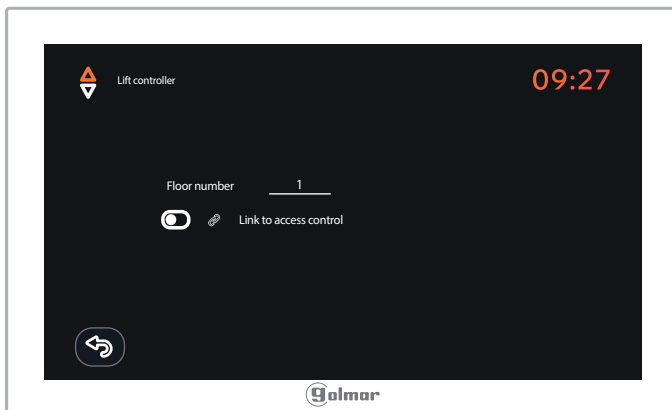 Lift controller
09:27
Floor number 1
Link to access control
golmar